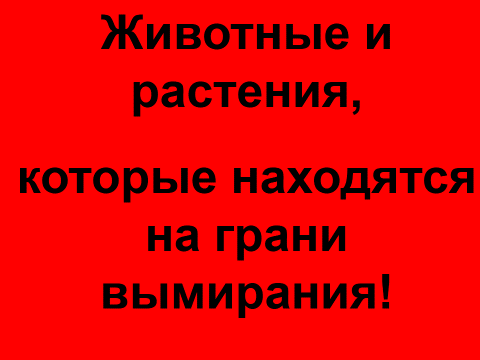 Животные и
растения,
которые находятся
на грани
вымирания!